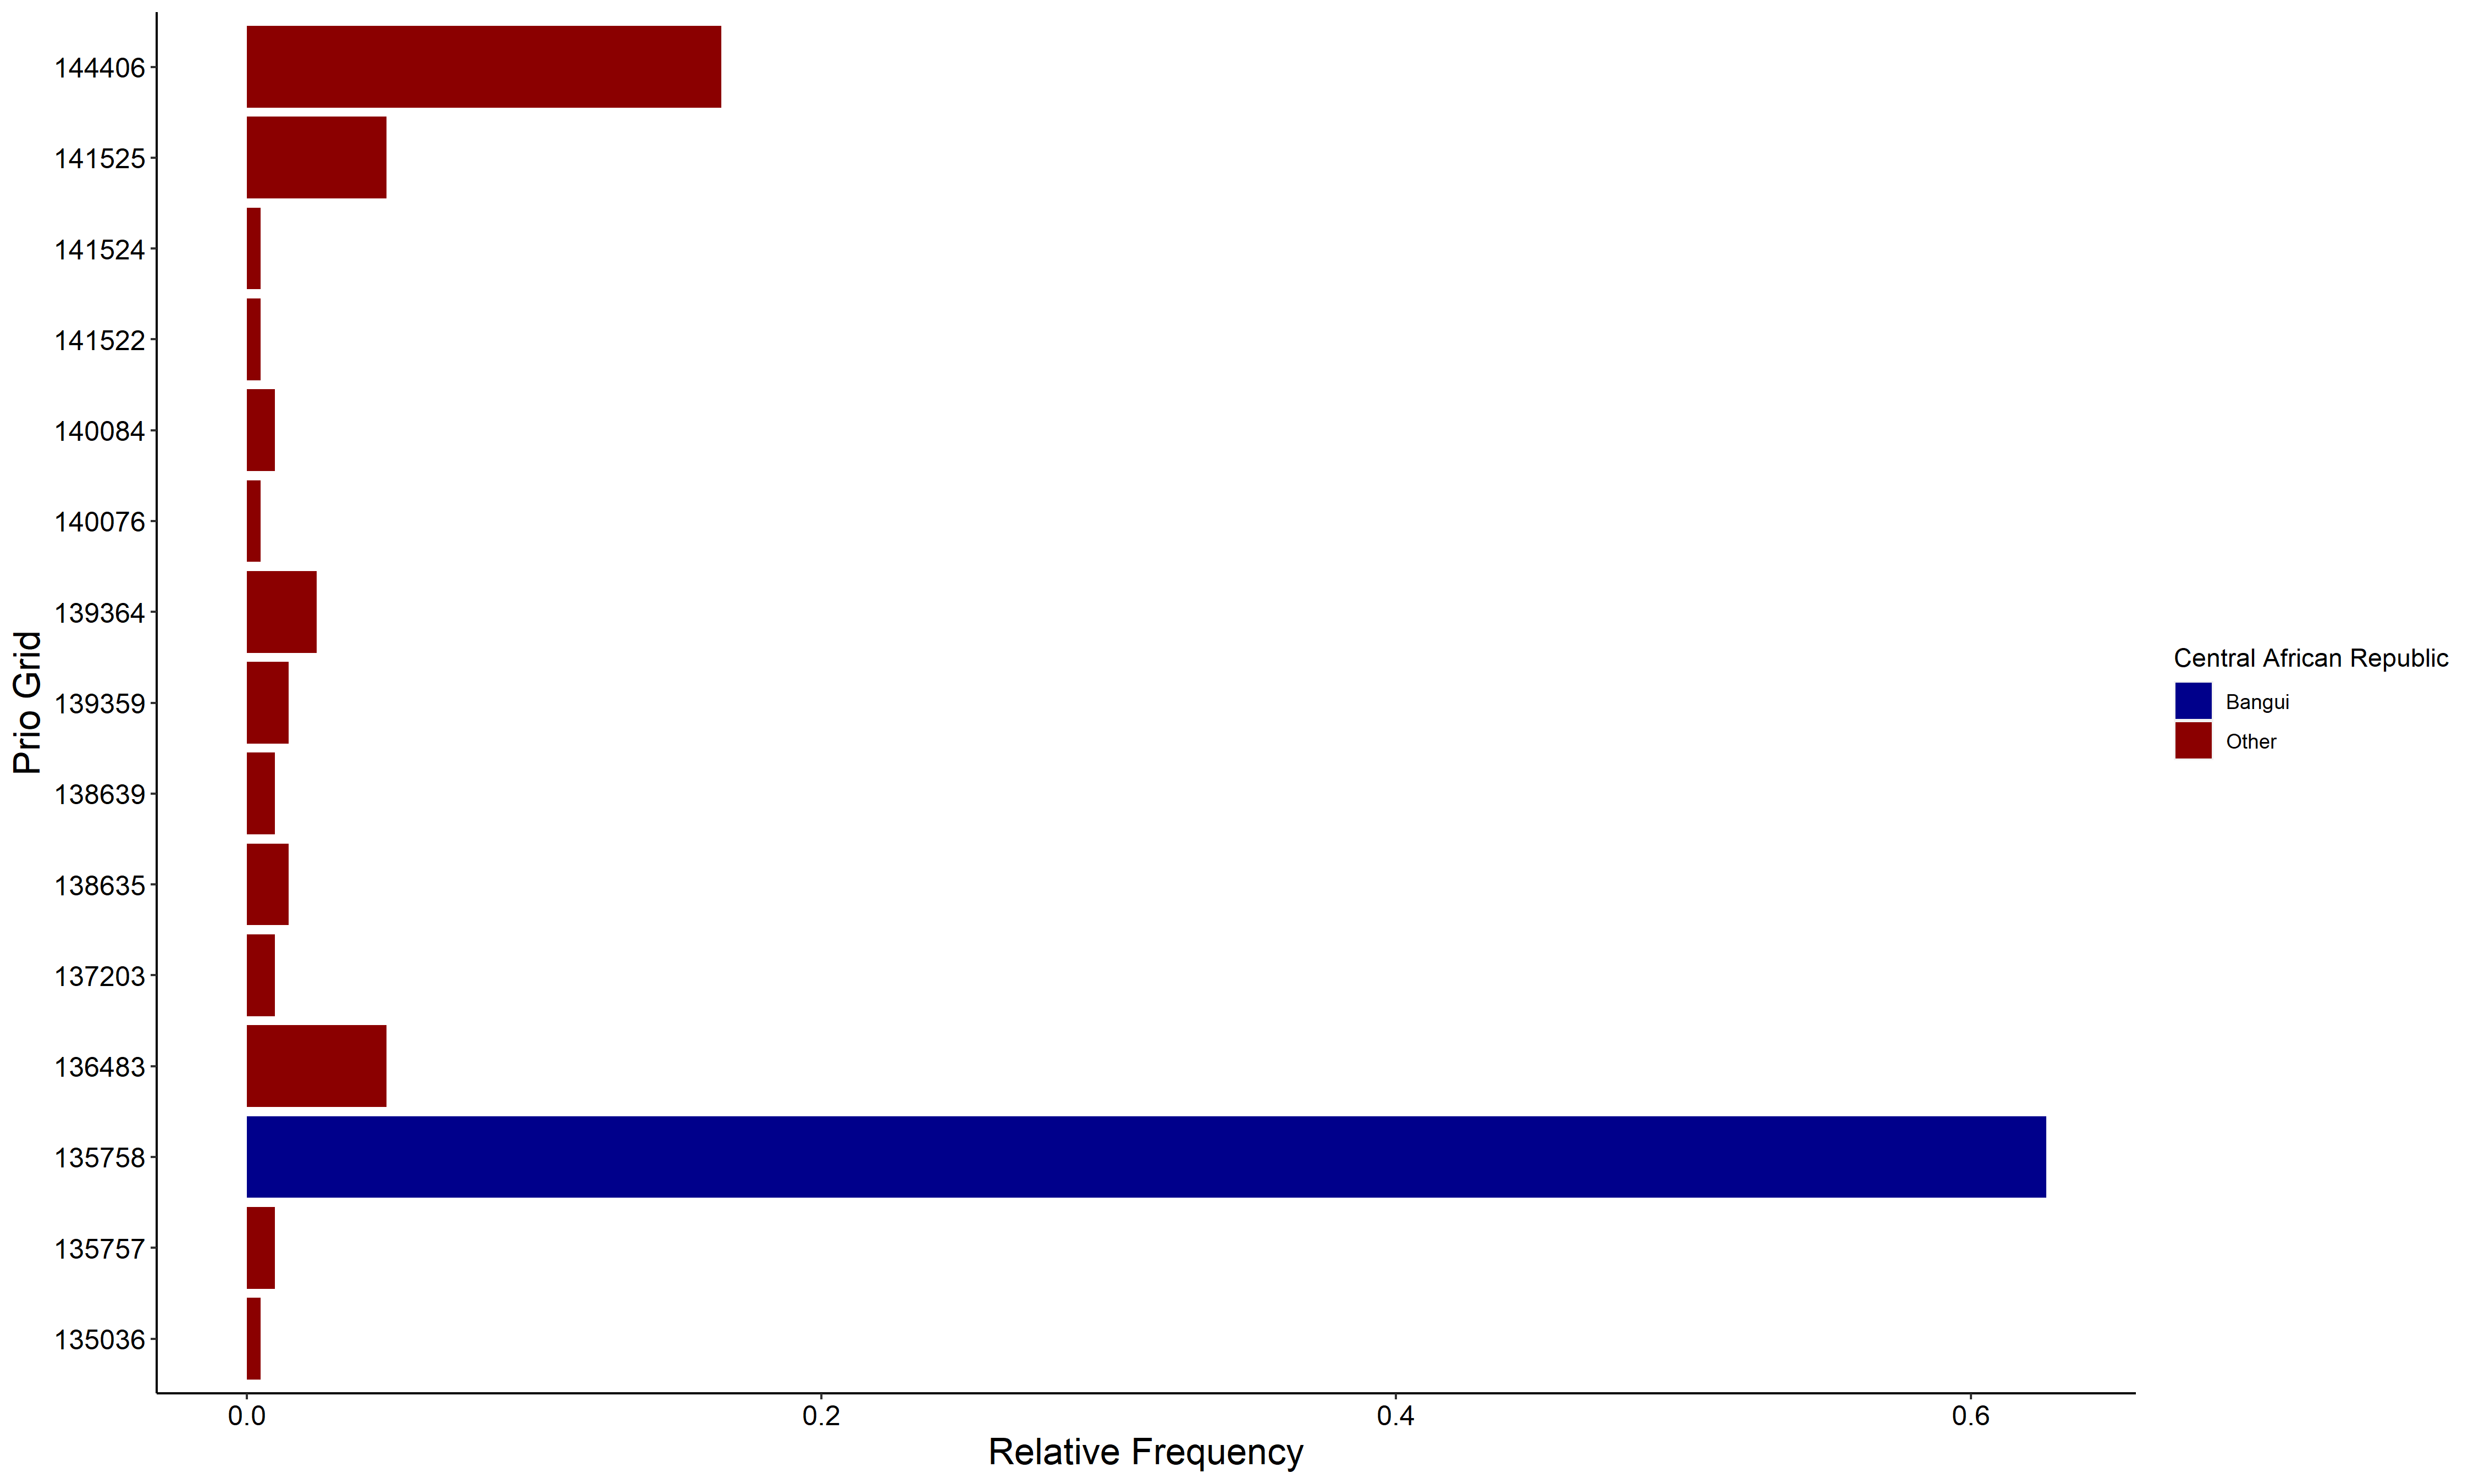 Prio Grid
144406
141525
141524
141522
140084
140076
139364
139359
138639
138635
137203
136483
135758
135757
135036
0.0 0.2 0.4 0.6
Relative Frequency
Central African Republic
Bangui
Other